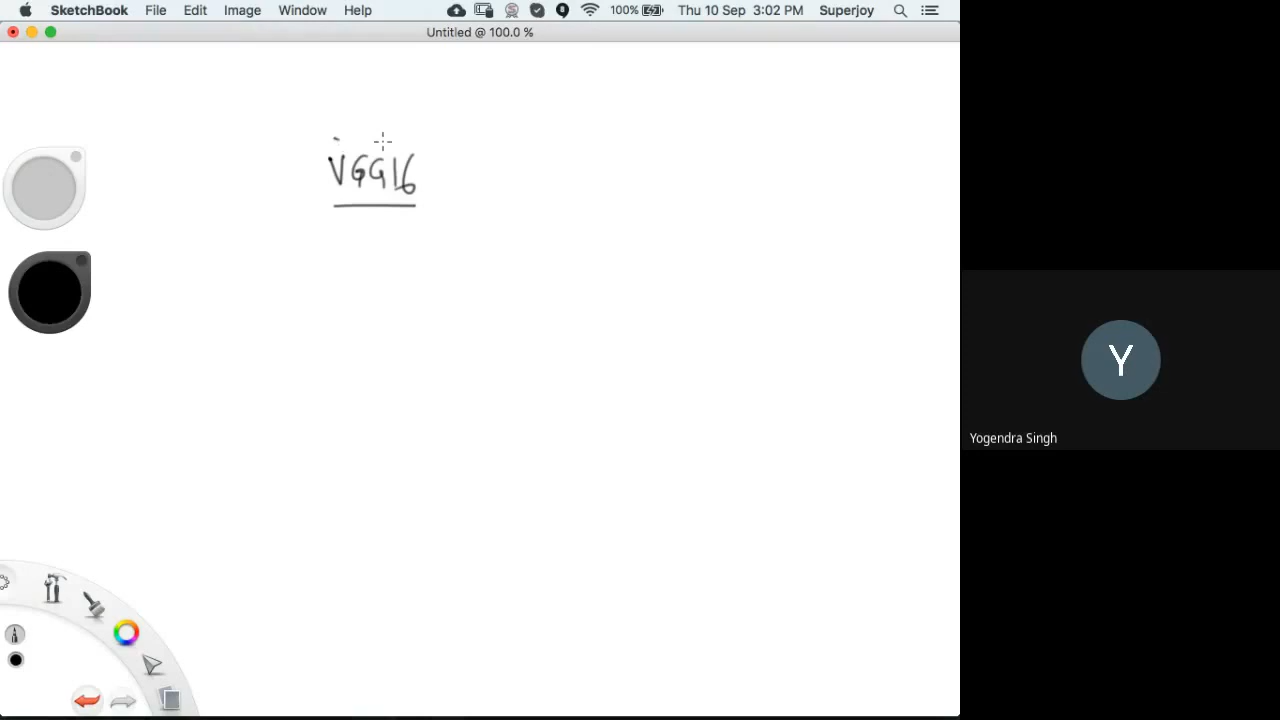 SketchBook File Edit Image Window Help 100% Thu 10 Sep 3:02 PM Superjoy
Untitled @ 100.0 %
VGG16
Y
Yogendra Singh